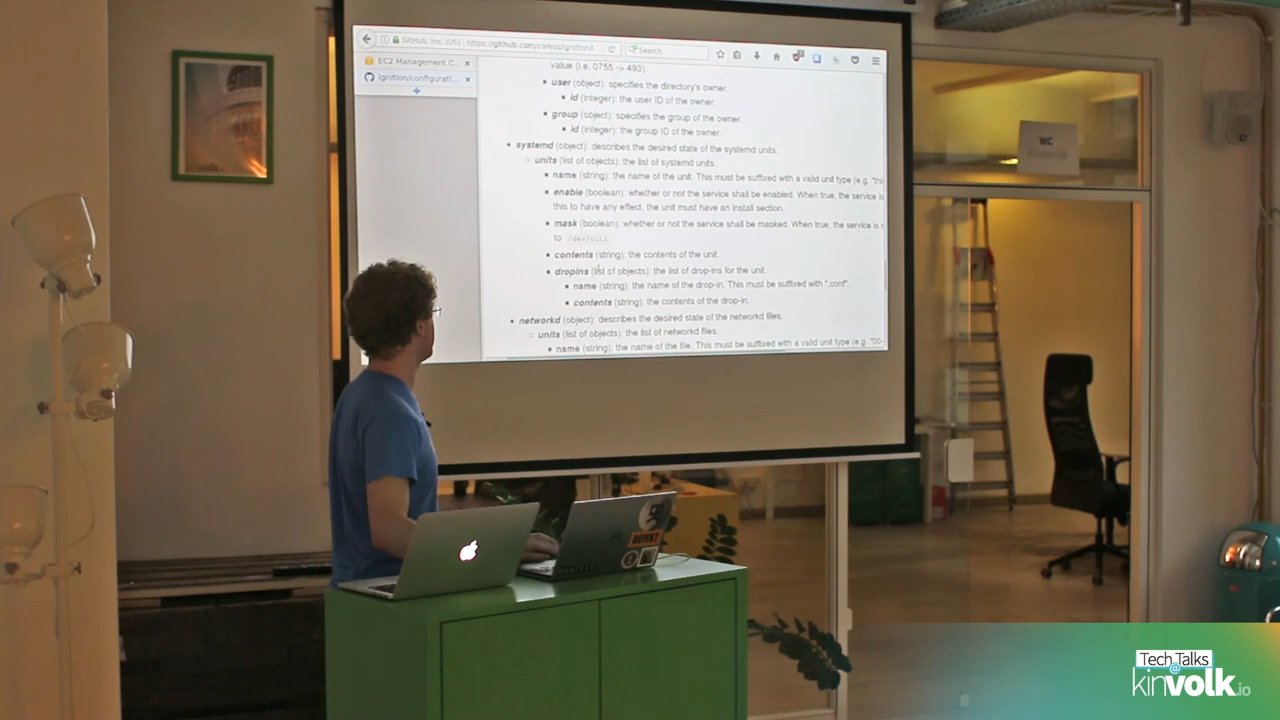 GitHub, Inc. (US) | https://github.com/coreos/ignition/
Search
EC2 Management C...
ignition/configurati...
value (i.e. 0755 -> 493).
user (object): specifies the directory's owner.
id (integer): the user ID of the owner.
group (object): specifies the group of the owner.
id (integer): the group ID of the owner.
systemd (object): describes the desired state of the systemd units.
units (list of objects): the list of systemd units.
name (string): the name of the unit. This must be suffixed with a valid unit type (e.g. "thi
enable (boolean): whether or not the service shall be enabled. When true, the service is
this to have any effect, the unit must have an install section.
mask (boolean): whether or not the service shall be masked. When true, the service is
to /dev/null.
contents (string): the contents of the unit.
dropins (list of objects): the list of drop-ins for the unit.
name (string): the name of the drop-in. This must be suffixed with ".conf".
contents (string): the contents of the drop-in.
networkd (object): describes the desired state of the networkd files.
units (list of objects): the list of networkd files.
name (string): the name of the file. This must be suffixed with a valid unit type (e.g. "00-
WC
DEFEKT
Tech Talks
@
kinvolk.io